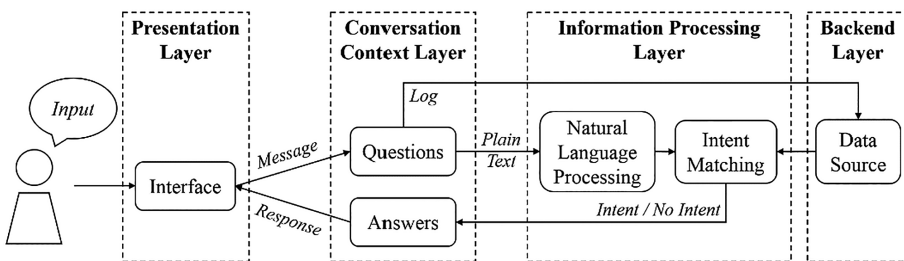 Presentation
Layer
Conversation
Context Layer
Information Processing
Layer
Backend
Layer
Input
Log
Message
Questions
Plain
Text
Natural
Language
Processing
Intent
Matching
Data
Source
Interface
Response
Answers
Intent / No Intent